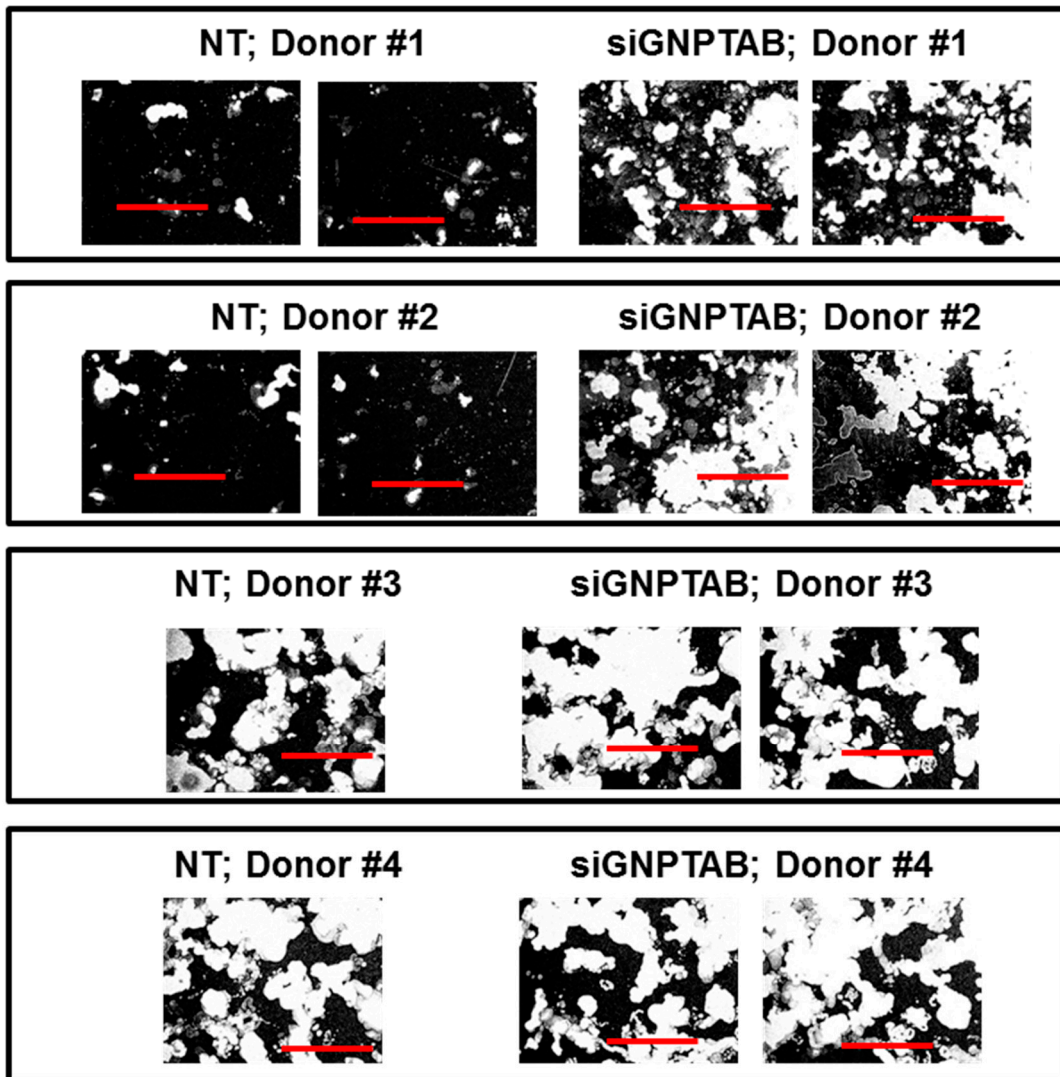 NT; Donor #1 siGNPTAB; Donor #1
NT; Donor #2 siGNPTAB; Donor #2
NT; Donor #3 siGNPTAB; Donor #3
NT; Donor #4 siGNPTAB; Donor #4